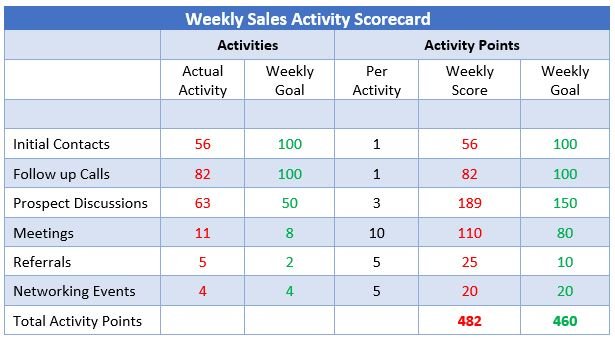 Weekly Sales Activity Scorecard
Activities Activity Points
Actual Weekly Per Weekly Weekly
Activity Goal Activity Score Goal
Initial Contacts 56 100 1 56 100
Follow up Calls 82 100 1 82 100
Prospect Discussions 63 50 3 189 150
Meetings 11 8 10 110 80
Referrals 5 2 5 25 10
Networking Events 4 4 5 20 20
Total Activity Points 482 460